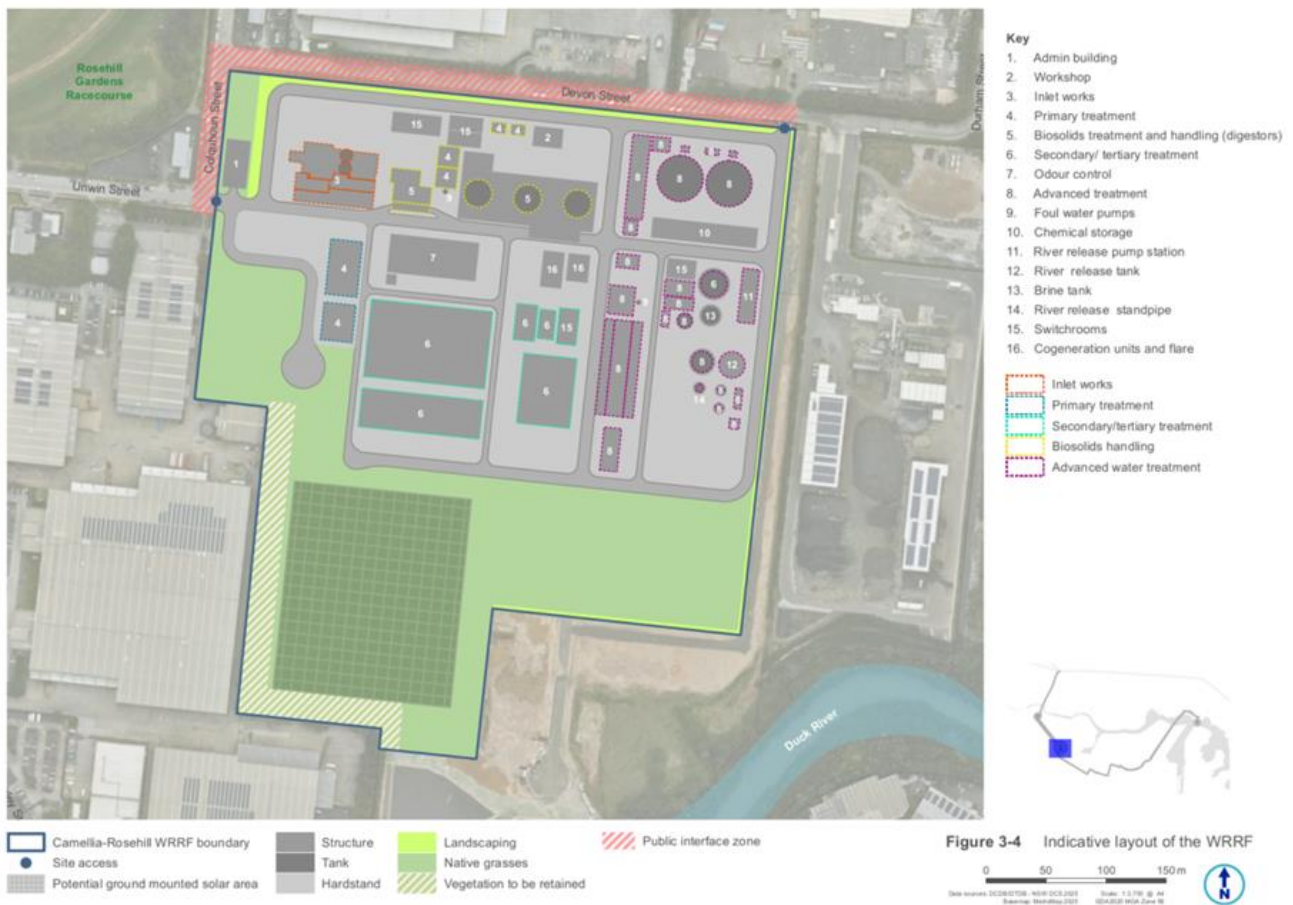 Rosehill
Gardens
Racecourse
Colquhoun Street
Devon Street
Unwin Street
Duck River
1
3
15
15
4
4
2
4
4
5
5
7
4
4
6
6
16
16
6
6
15
6
8
8
8
8
8
10
8
8
8
8
15
8
8
6
11
13
12
14
Key
1. Admin building
2. Workshop
3. Inlet works
4. Primary treatment
5. Biosolids treatment and handling (digestors)
6. Secondary/ tertiary treatment
7. Odour control
8. Advanced treatment
9. Foul water pumps
10. Chemical storage
11. River release pump station
12. River release tank
13. Brine tank
14. River release standpipe
15. Switchrooms
16. Cogeneration units and flare
Inlet works
Primary treatment
Secondary/tertiary treatment
Biosolids handling
Advanced water treatment
Camellia-Rosehill WRRF boundary
Site access
Potential ground mounted solar area
Structure
Tank
Hardstand
Landscaping
Native grasses
Vegetation to be retained
Public interface zone
Figure 3-4 Indicative layout of the WRRF
0 50 100 150 m
N